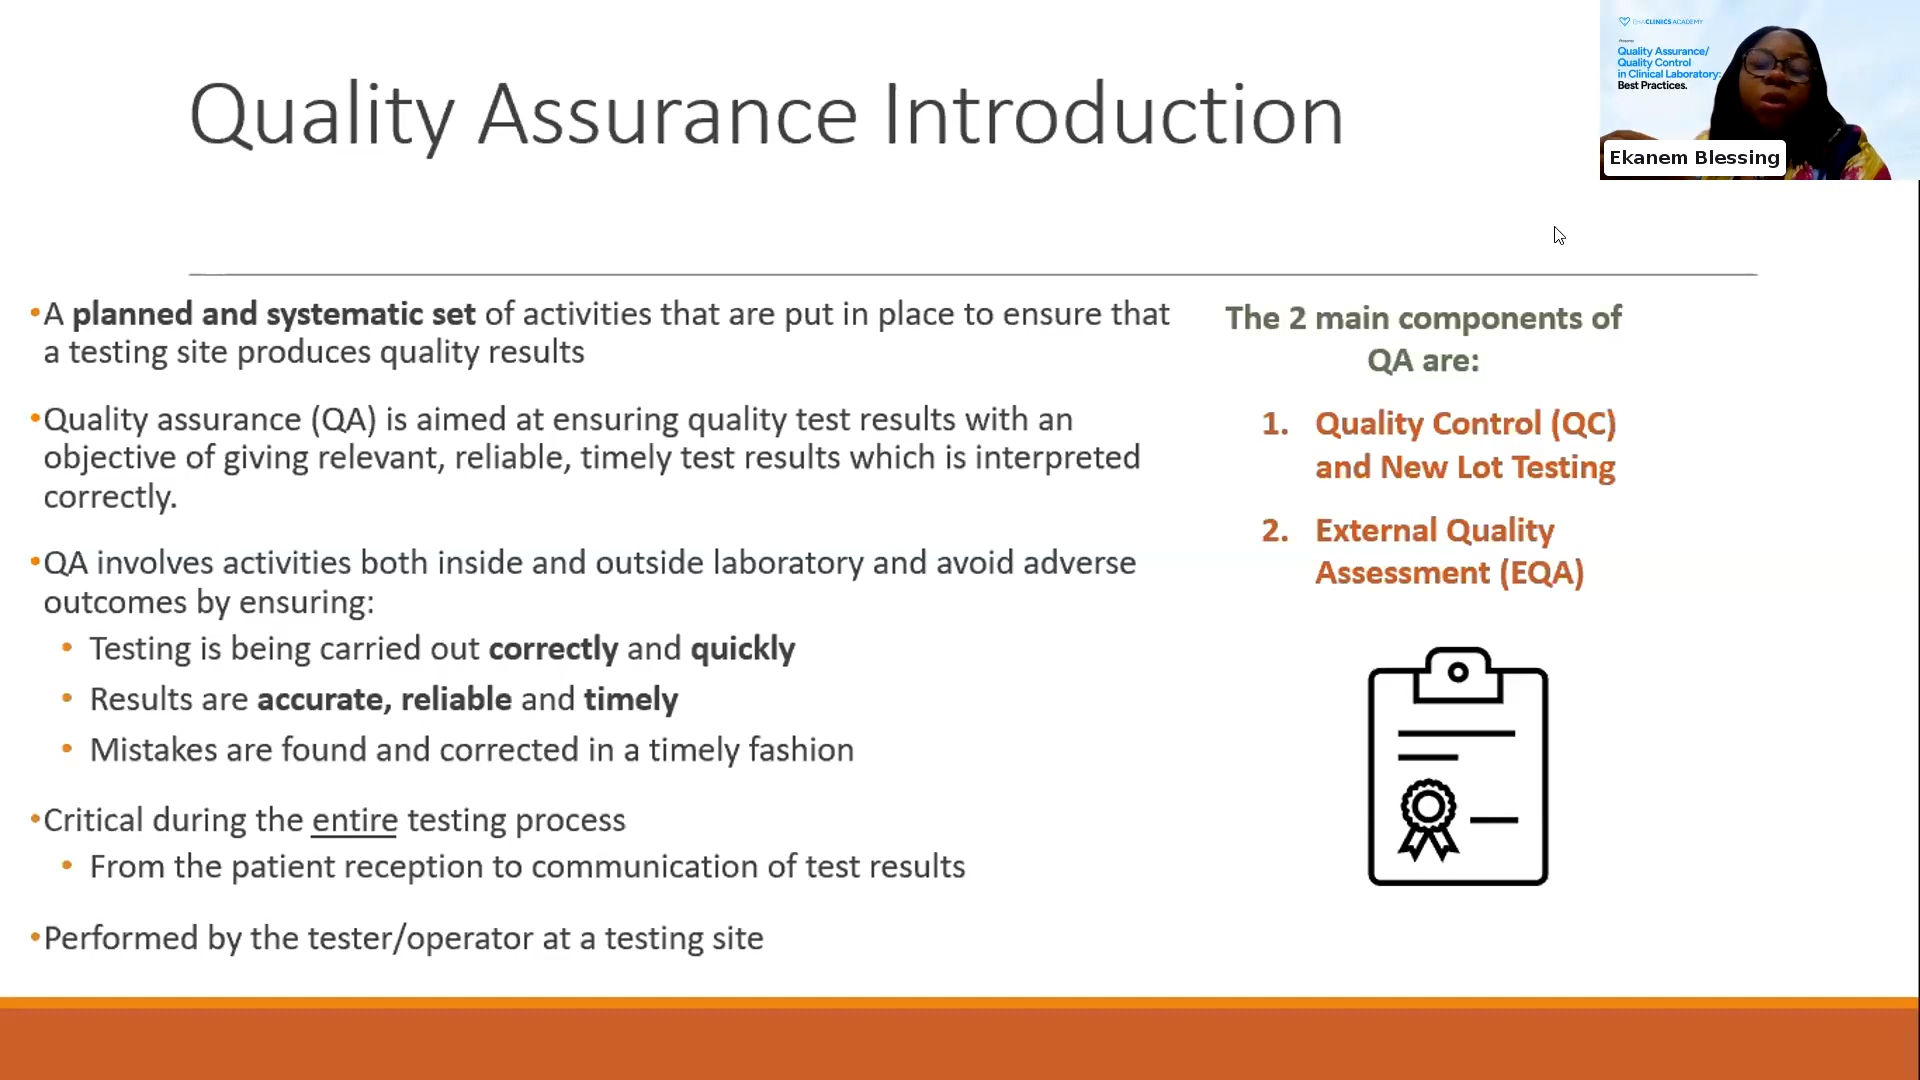 Quality Assurance Introduction
EHACLINICS ACADEMY
Quality Assurance/
Quality Control
in Clinical Laboratory:
Best Practices.
Ekanem Blessing
•A planned and systematic set of activities that are put in place to ensure that
a testing site produces quality results
•Quality assurance (QA) is aimed at ensuring quality test results with an
objective of giving relevant, reliable, timely test results which is interpreted
correctly.
•QA involves activities both inside and outside laboratory and avoid adverse
outcomes by ensuring:
• Testing is being carried out correctly and quickly
• Results are accurate, reliable and timely
• Mistakes are found and corrected in a timely fashion
•Critical during the entire testing process
• From the patient reception to communication of test results
•Performed by the tester/operator at a testing site
The 2 main components of
QA are:
1. Quality Control (QC)
and New Lot Testing
2. External Quality
Assessment (EQA)